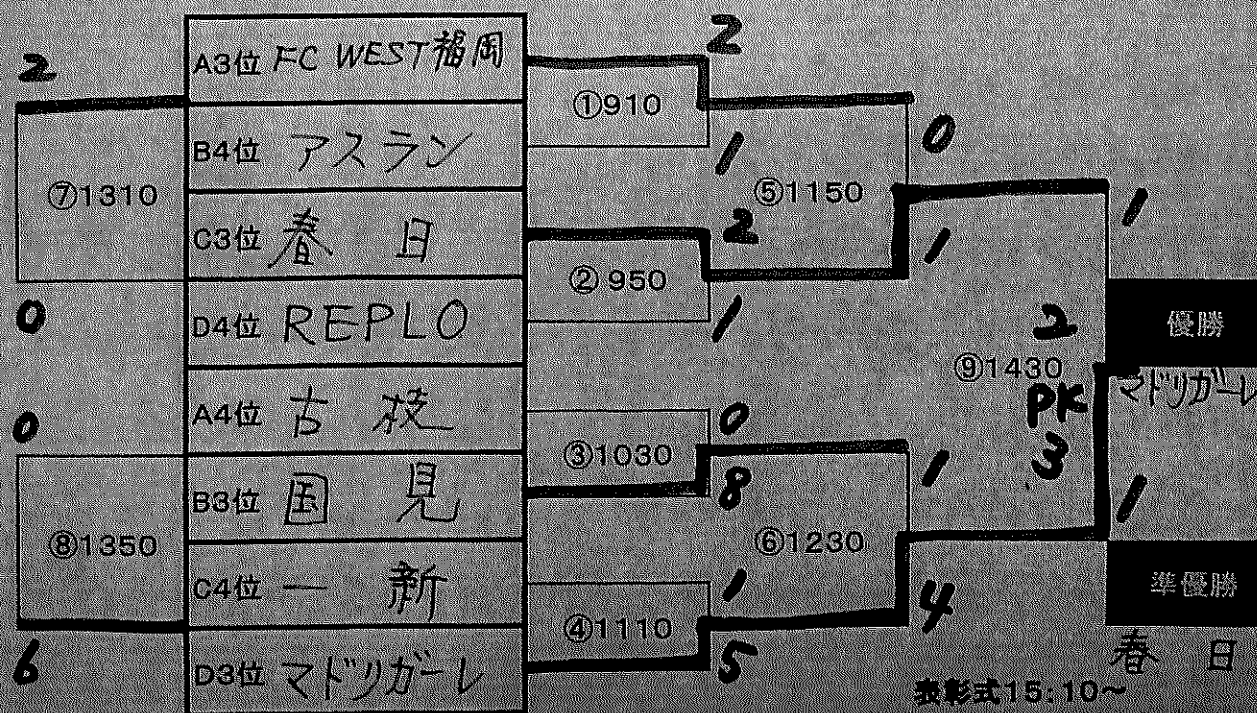 2
A3位 FC WEST福岡
①910
2
B4位 アスラン
1
0
⑦1310
⑤1150
C3位 春 日
2
1
1
②950
0
D4位 REPLO
1
2
優勝
⑨1430
PK
マドリガーレ
0
A4位 古 枝
0
3
③1030
B3位 国 見
8
1
1
⑧1350
⑥1230
C4位 一 新
1
準優勝
④1110
4
6
D3位 マドリガーレ
5
春 日
表彰式15:10~